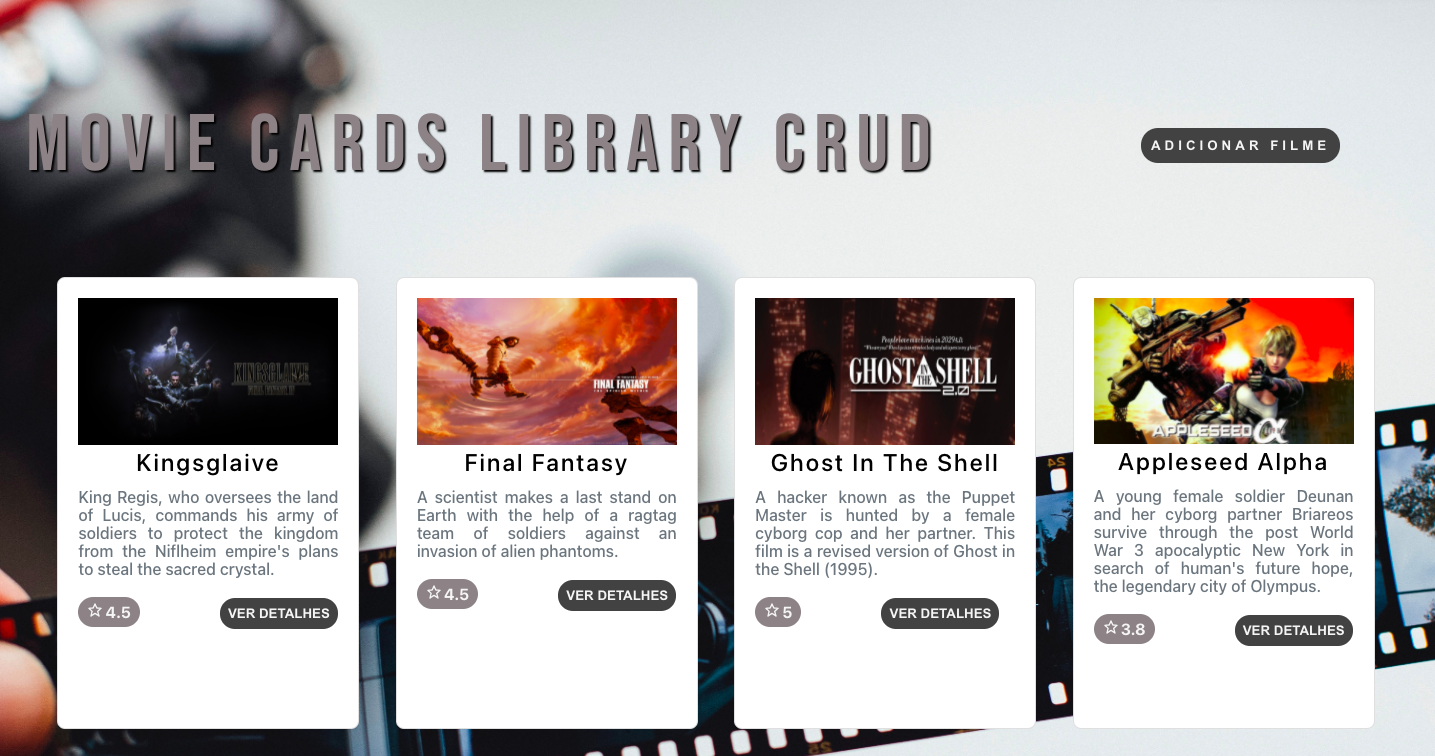 MOVIE CARDS LIBRARY CRUD
ADICIONAR FILME
KINGSGLAIVE
FINAL FANTASY
GHOST IN THE SHELL
2.0
APPLESEED α
Kingsglaive
King Regis, who oversees the land
of Lucis, commands his army of
soldiers to protect the kingdom
from the Niflheim empire's plans
to steal the sacred crystal.
4.5
VER DETALHES
Final Fantasy
A scientist makes a last stand on
Earth with the help of a ragtag
team of soldiers against an
invasion of alien phantoms.
4.5
VER DETALHES
Ghost In The Shell
A hacker known as the Puppet
Master is hunted by a female
cyborg cop and her partner. This
film is a revised version of Ghost in
the Shell (1995).
5
VER DETALHES
Appleseed Alpha
A young female soldier Deunan
and her cyborg partner Briareos
survive through the post World
War 3 apocalyptic New York in
search of human's future hope,
the legendary city of Olympus.
3.8
VER DETALHES
24
25